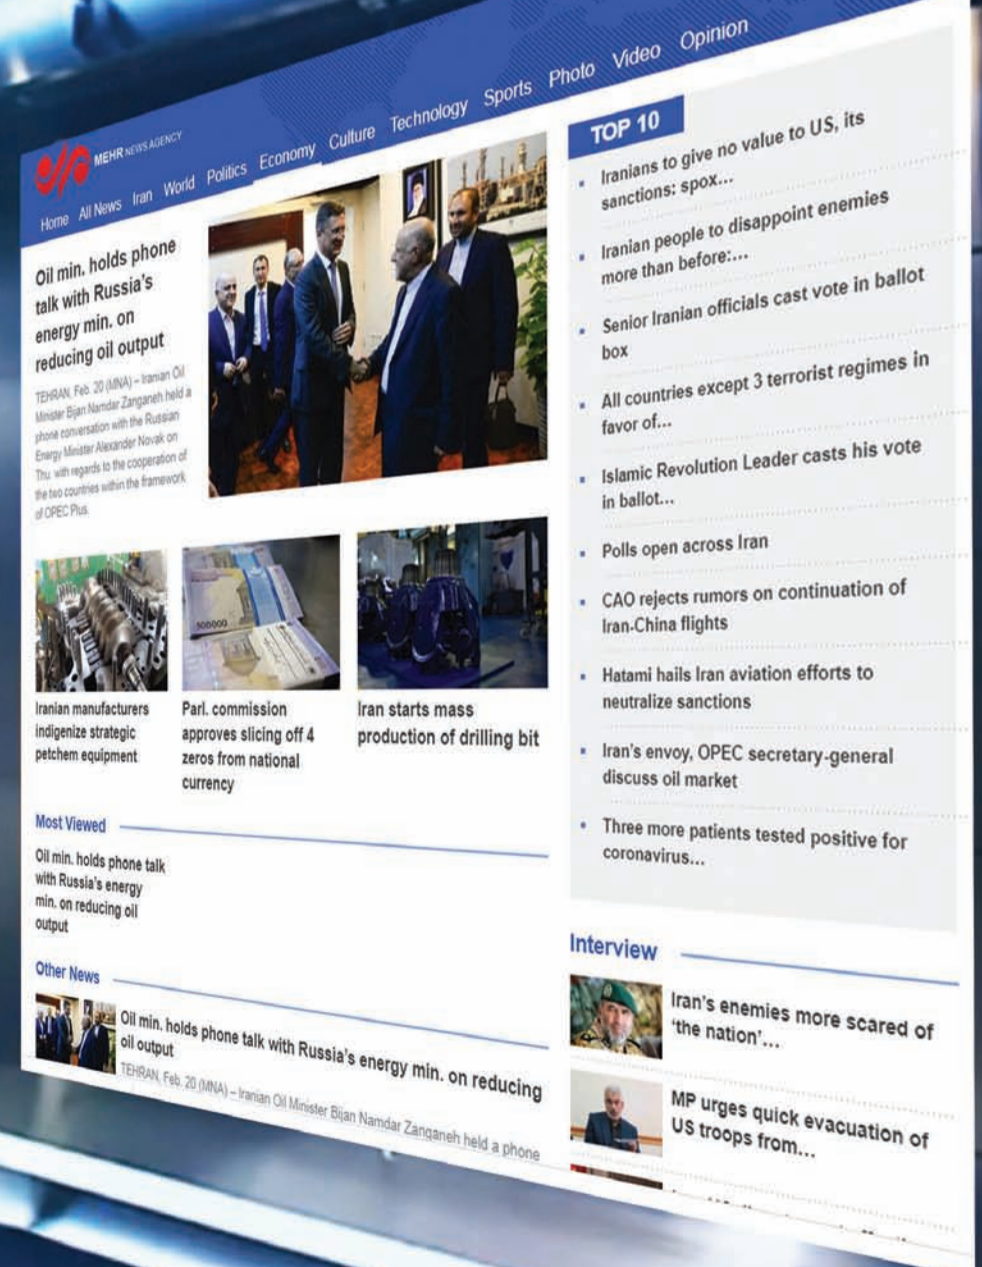 MEHR NEWS AGENCY
Home All News Iran World Politics Economy Culture Technology Sports Photo Video Opinion
Oil min. holds phone
talk with Russia's
energy min. on
reducing oil output
TEHRAN, Feb. 20 (MNA) – Iranian Oil
Minister Bijan Namdar Zanganeh held a
phone conversation with the Russian
Energy Minister Alexander Novak on
Thu. with regards to the cooperation of
the two countries within the framework
of OPEC Plus.
500000
Iranian manufacturers
indigenize strategic
petchem equipment
Parl. commission
approves slicing off 4
zeros from national
currency
Iran starts mass
production of drilling bit
Most Viewed
Oil min. holds phone talk
with Russia's energy
min. on reducing oil
output
Other News
Oil min. holds phone talk with Russia's energy min. on reducing
oil output
TEHRAN, Feb. 20 (MNA) – Iranian Oil Minister Bijan Namdar Zanganeh held a phone
TOP 10
Iranians to give no value to US, its
sanctions: spox...
Iranian people to disappoint enemies
more than before:...
Senior Iranian officials cast vote in ballot
box
All countries except 3 terrorist regimes in
favor of...
Islamic Revolution Leader casts his vote
in ballot...
Polls open across Iran
CAO rejects rumors on continuation of
Iran-China flights
Hatami hails Iran aviation efforts to
neutralize sanctions
Iran's envoy, OPEC secretary-general
discuss oil market
Three more patients tested positive for
coronavirus...
Interview
Iran's enemies more scared of
'the nation'...
MP urges quick evacuation of
US troops from...